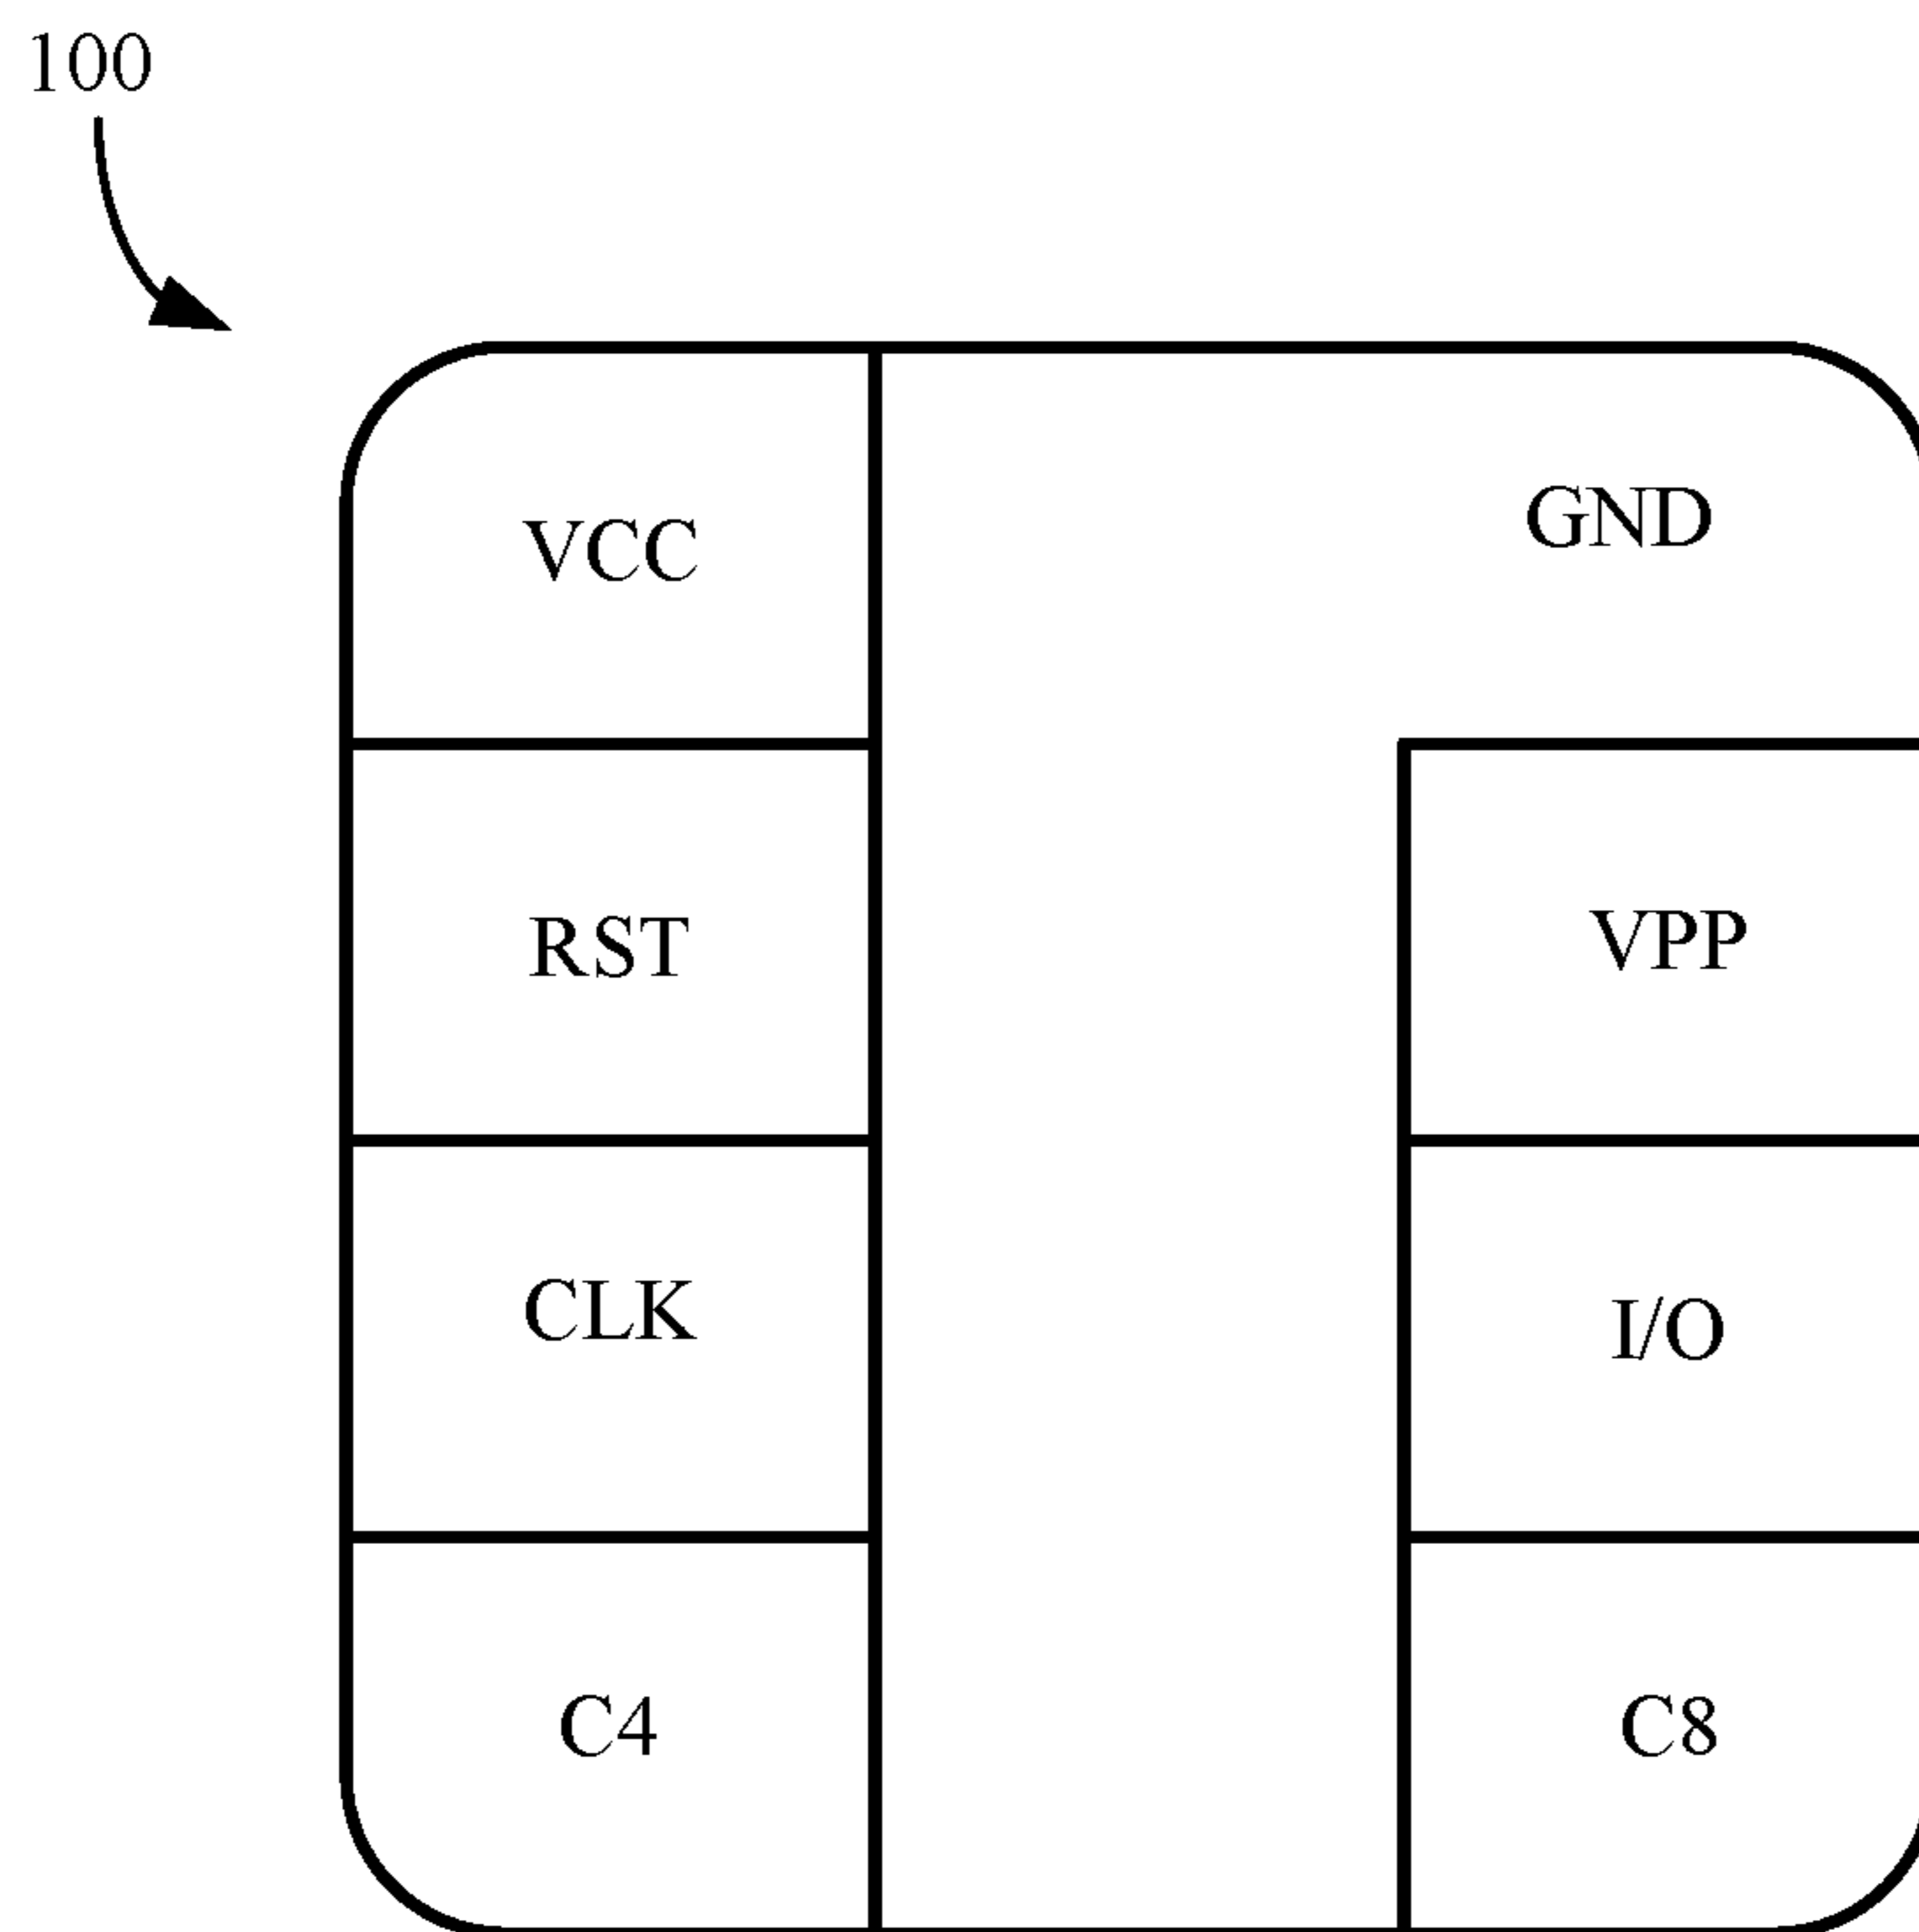 100
VCC
GND
RST
VPP
CLK
I/O
C4
C8